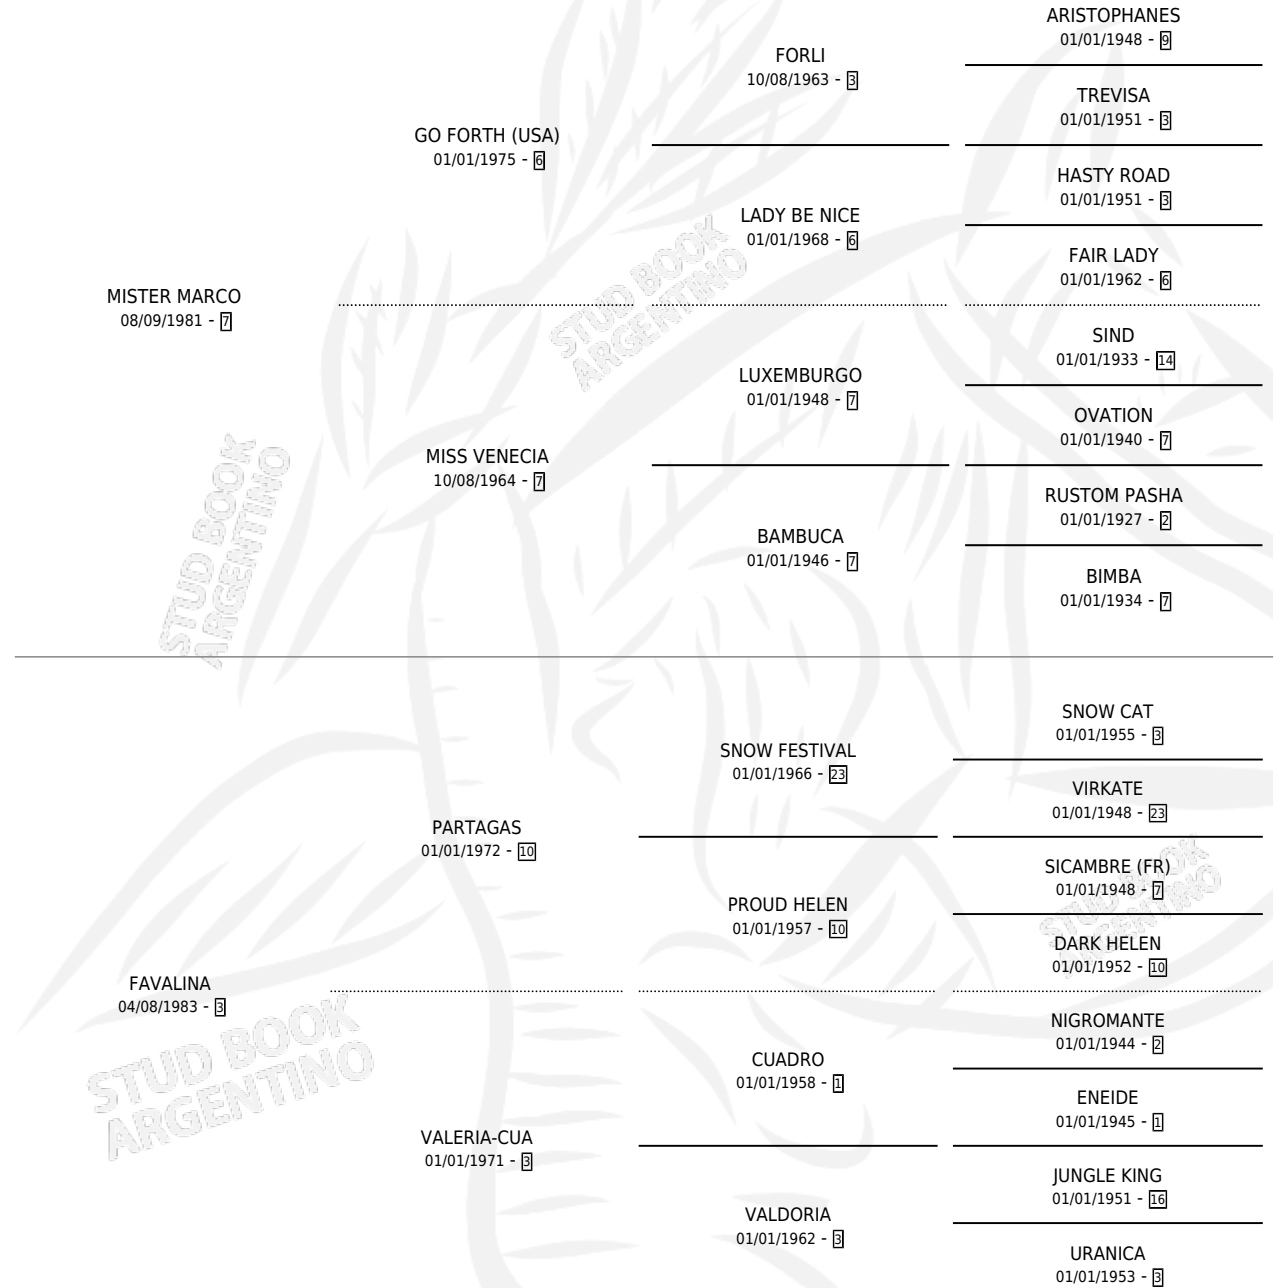 ARISTOPHANES
01/01/1948 - 9
FORLI
10/08/1963 - 3
TREVISA
01/01/1951 - 3
GO FORTH (USA)
01/01/1975 - 6
HASTY ROAD
01/01/1951 - 3
LADY BE NICE
01/01/1968 - 6
FAIR LADY
01/01/1962 - 6
MISTER MARCO
08/09/1981 - 7
STUD BOOK
ARGENTINO
SIND
01/01/1933 - 14
LUXEMBURGO
01/01/1948 - 7
OVATION
01/01/1940 - 7
MISS VENECIA
10/08/1964 - 7
RUSTOM PASHA
01/01/1927 - 2
BAMBUCA
01/01/1946 - 7
BIMBA
01/01/1934 - 7
STUD BOOK
ARGENTINO
SNOW CAT
01/01/1955 - 3
SNOW FESTIVAL
01/01/1966 - 23
VIRKATE
01/01/1948 - 23
PARTAGAS
01/01/1972 - 10
SICAMBRE (FR)
01/01/1948 - 7
PROUD HELEN
01/01/1957 - 10
STUD BOOK
ARGENTINO
DARK HELEN
01/01/1952 - 10
FAVALINA
04/08/1983 - 3
NIGROMANTE
01/01/1944 - 2
CUADRO
01/01/1958 - 1
STUD BOOK
ARGENTINO
ENEIDE
01/01/1945 - 1
VALERIA-CUA
01/01/1971 - 3
JUNGLE KING
01/01/1951 - 16
VALDORIA
01/01/1962 - 3
URANICA
01/01/1953 - 3